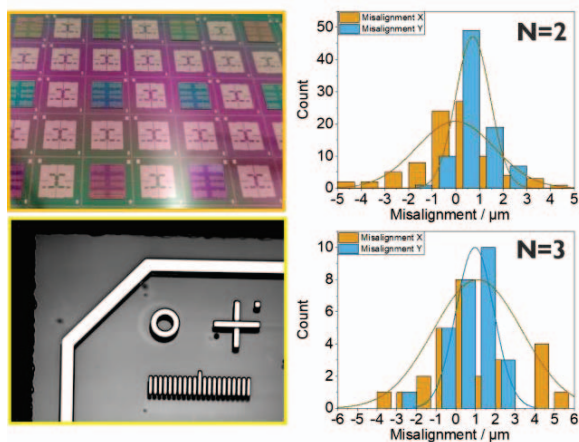 Misalignment X
Misalignment Y
N=2
50
40
30
20
10
0
Count
-5 -4 -3 -2 -1 0 1 2 3 4 5
Misalignment / μm
Misalignment X
Misalignment Y
N=3
10
8
6
4
2
0
Count
-6 -5 -4 -3 -2 -1 0 1 2 3 4 5 6
Misalignment / μm